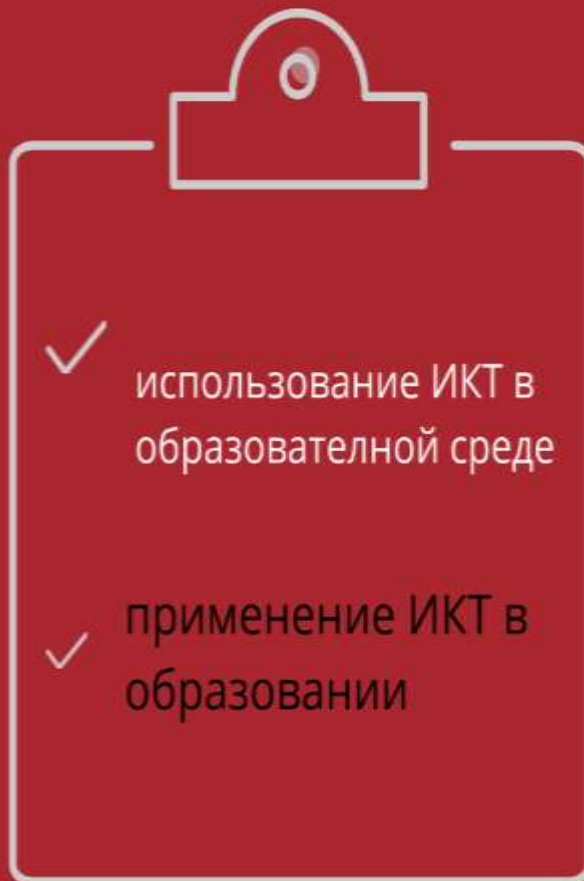 использование ИКТ в
образователной среде
применение ИКТ в
образовании